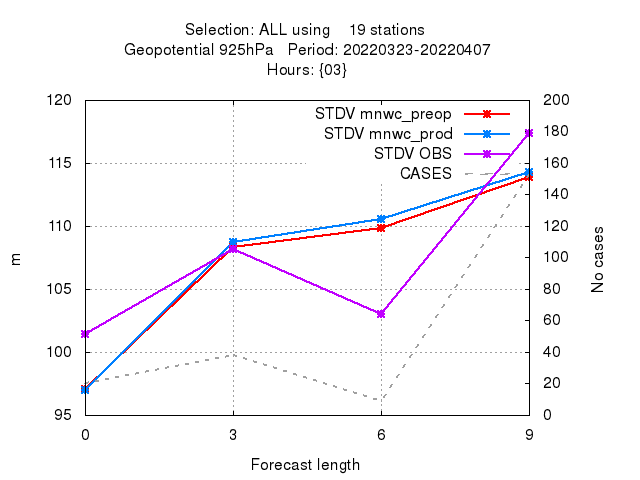 Selection: ALL using    19 stations
Geopotential 925hPa   Period: 20220323-20220407
Hours: {03}
STDV mnwc_preop
STDV mnwc_prod
STDV OBS
CASES
120
115
110
105
100
95
m
200
180
160
140
120
100
80
60
40
20
0
No cases
0 3 6 9
Forecast length